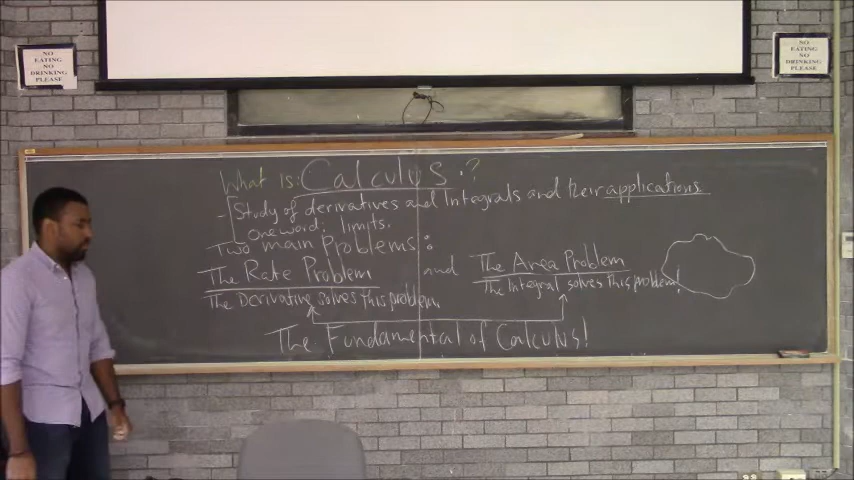 NO
EATING
NO
DRINKING
PLEASE
NO
EATING
NO
DRINKING
PLEASE
What is: Calculus ?
- Study of derivatives and Integrals and their applications
One word: limits.
Two main Problems:
The Rate Problem and The Area Problem
The Derivative solves this problem
The Integral solves this problem!
The Fundamental of Calculus!